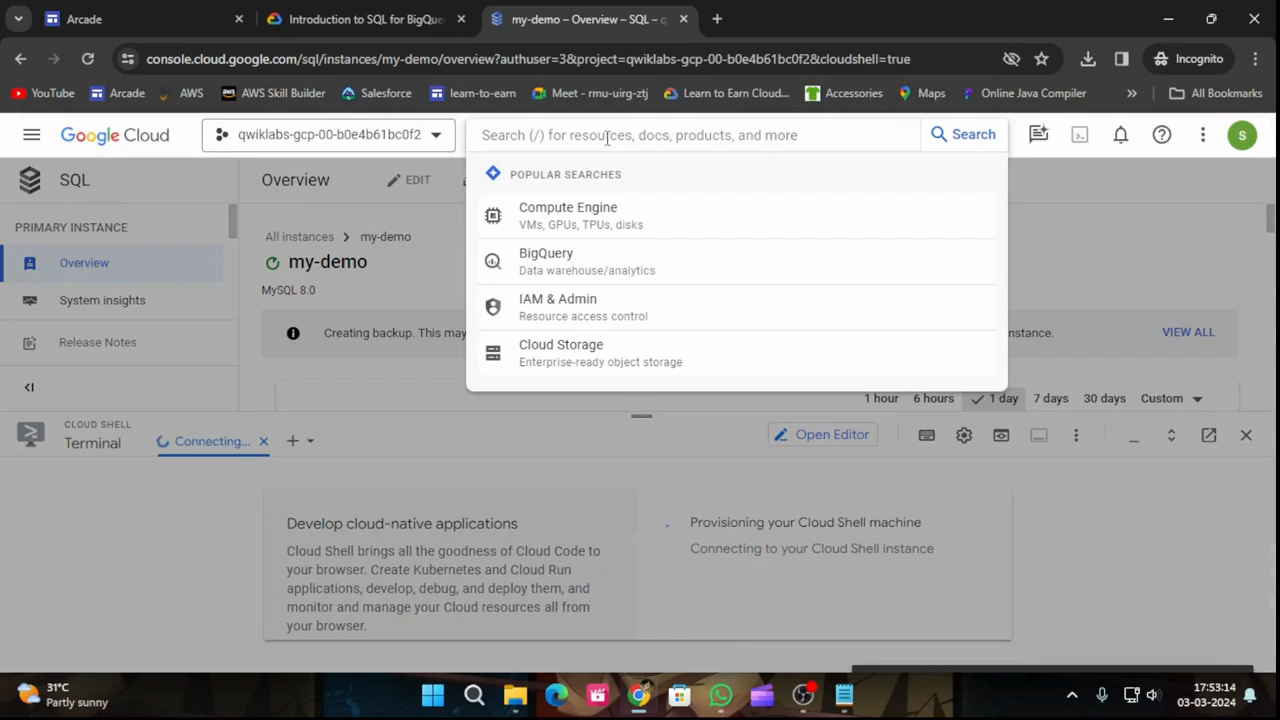 Arcade
Introduction to SQL for BigQue
my-demo – Overview – SQL – q
console.cloud.google.com/sql/instances/my-demo/overview?authuser=3&project=qwiklabs-gcp-00-b0e4b61bc0f2&cloudshell=true
Incognito
YouTube
Arcade
AWS
AWS Skill Builder
Salesforce
learn-to-earn
Meet - rmu-uirg-ztj
Learn to Earn Cloud...
Accessories
Maps
Online Java Compiler
»
All Bookmarks
Google Cloud
qwiklabs-gcp-00-b0e4b61bc0f2
Search (/) for resources, docs, products, and more
Search
S
SQL
Overview
EDIT
POPULAR SEARCHES
Compute Engine
VMs, GPUs, TPUs, disks
BigQuery
Data warehouse/analytics
IAM & Admin
Resource access control
Cloud Storage
Enterprise-ready object storage
PRIMARY INSTANCE
Overview
System insights
Release Notes
All instances
my-demo
my-demo
MySQL 8.0
Creating backup. This may
nstance.
VIEW ALL
1 hour
6 hours
1 day
7 days
30 days
Custom
CLOUD SHELL
Terminal
Connecting...
Open Editor
Develop cloud-native applications
Cloud Shell brings all the goodness of Cloud Code to
your browser. Create Kubernetes and Cloud Run
applications, develop, debug, and deploy them, and
monitor and manage your Cloud resources all from
your browser.
Provisioning your Cloud Shell machine
Connecting to your Cloud Shell instance
31°C
Partly sunny
17:53:14
03-03-2024